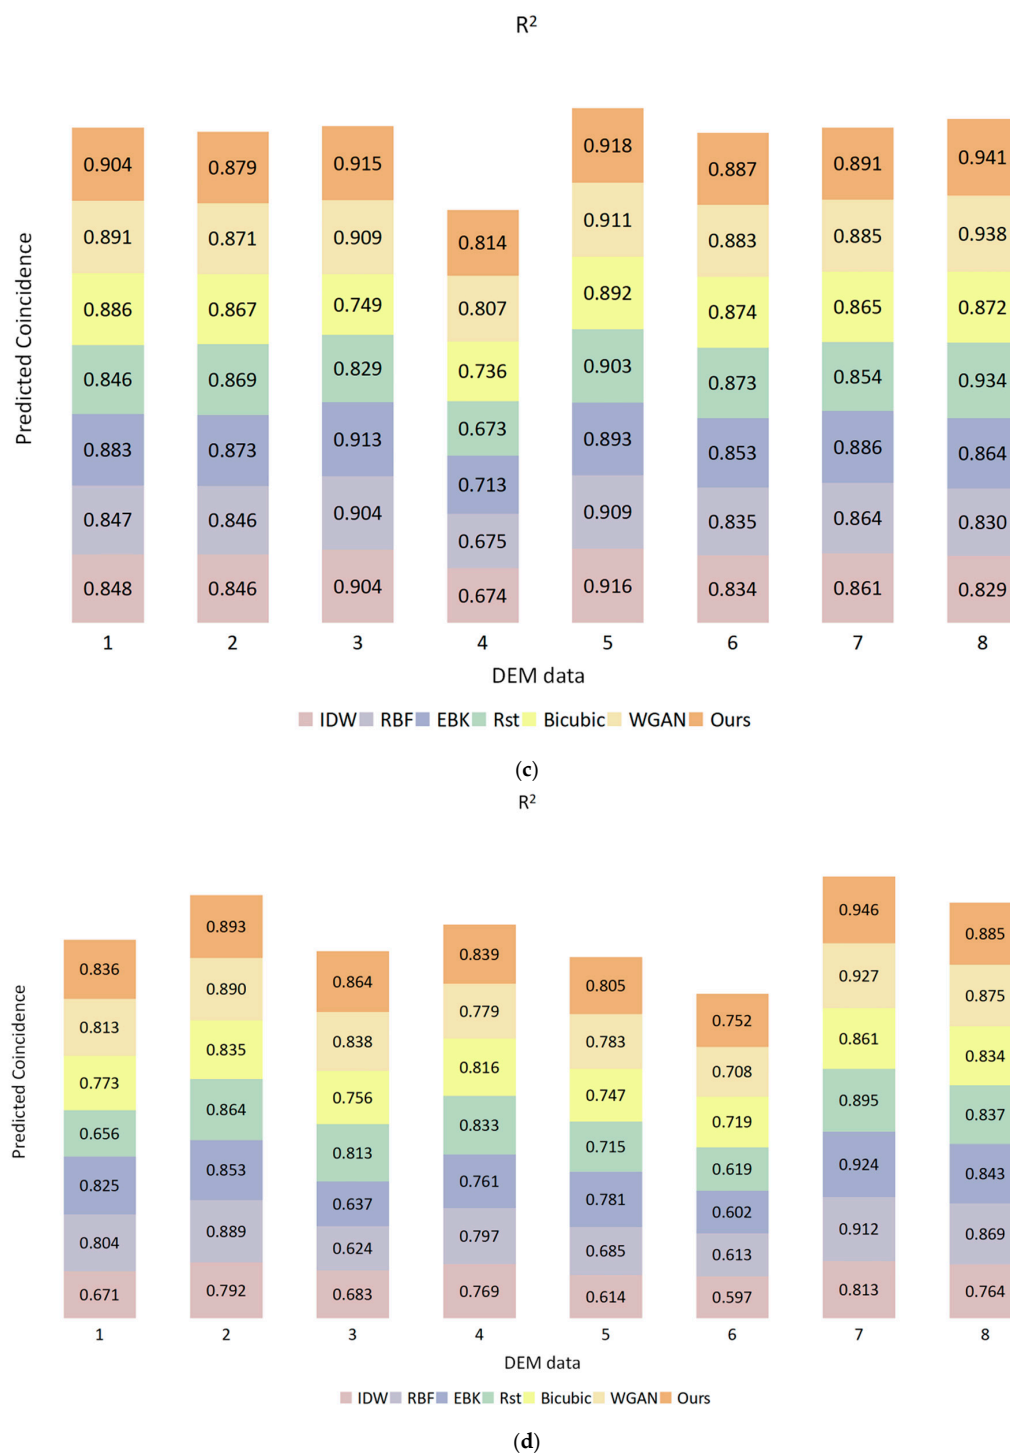 R²
0.904 0.879 0.915 0.918 0.887 0.891 0.941
0.891 0.871 0.909 0.814 0.911 0.883 0.885 0.938
0.886 0.867 0.749 0.807 0.892 0.874 0.865 0.872
0.846 0.869 0.829 0.736 0.903 0.873 0.854 0.934
0.883 0.873 0.913 0.673 0.893 0.853 0.886 0.864
0.847 0.846 0.904 0.713 0.909 0.835 0.864 0.830
0.675
0.848 0.846 0.904 0.674 0.916 0.834 0.861 0.829
Predicted Coincidence
1 2 3 4 5 6 7 8
DEM data
IDW RBF EBK Rst Bicubic WGAN Ours
(c)
R²
0.836 0.893 0.864 0.839 0.805 0.752 0.946 0.885
0.813 0.890 0.838 0.779 0.783 0.708 0.927 0.875
0.773 0.835 0.756 0.816 0.747 0.719 0.861 0.834
0.656 0.864 0.813 0.833 0.715 0.619 0.895 0.837
0.825 0.853 0.637 0.761 0.781 0.602 0.924 0.843
0.804 0.889 0.624 0.797 0.685 0.613 0.912 0.869
0.671 0.792 0.683 0.769 0.614 0.597 0.813 0.764
Predicted Coincidence
1 2 3 4 5 6 7 8
DEM data
IDW RBF EBK Rst Bicubic WGAN Ours
(d)